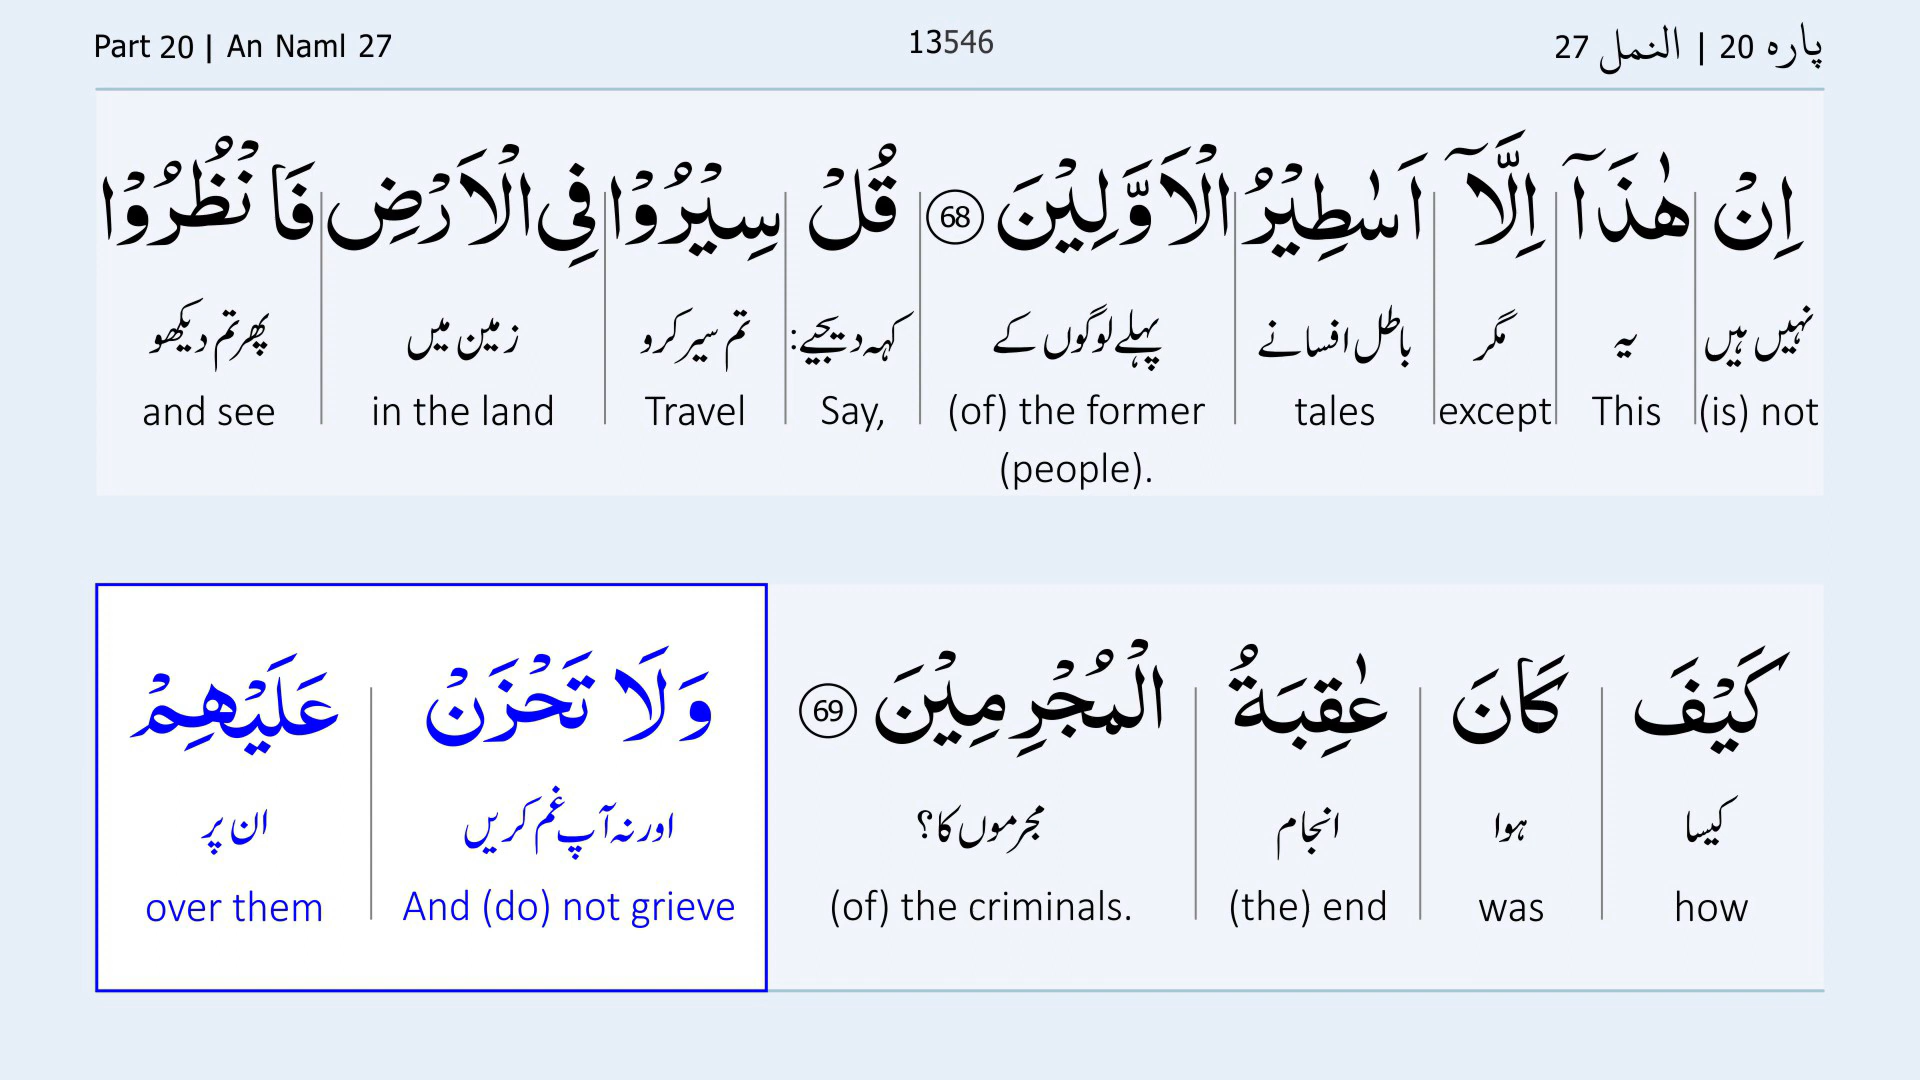 Part 20 | An Naml 27 13546 پارہ 20 | النمل 27
اِنْ هٰذَاۤ اِلَّاۤ اَسٰطِيْرُ الْاَوَّلِيْنَ 68 قُلْ سِيْرُوْا فِى الْاَرْضِ فَانْظُرُوْا
نہیں ہیں یہ مگر باطل افسانے پہلے لوگوں کے کہہ دیجیے: تم سیر کرو زمین میں پھر تم دیکھو
(is) not This except tales (of) the former Say, Travel in the land and see
(people).
كَيْفَ كَانَ عٰقِبَةُ الْمُجْرِمِيْنَ 69 وَلَا تَحْزَنْ عَلَيْهِمْ
کیسا ہوا انجام مجرموں کا؟ اور نہ آپ غم کریں ان پر
how was (the) end (of) the criminals. And (do) not grieve over them